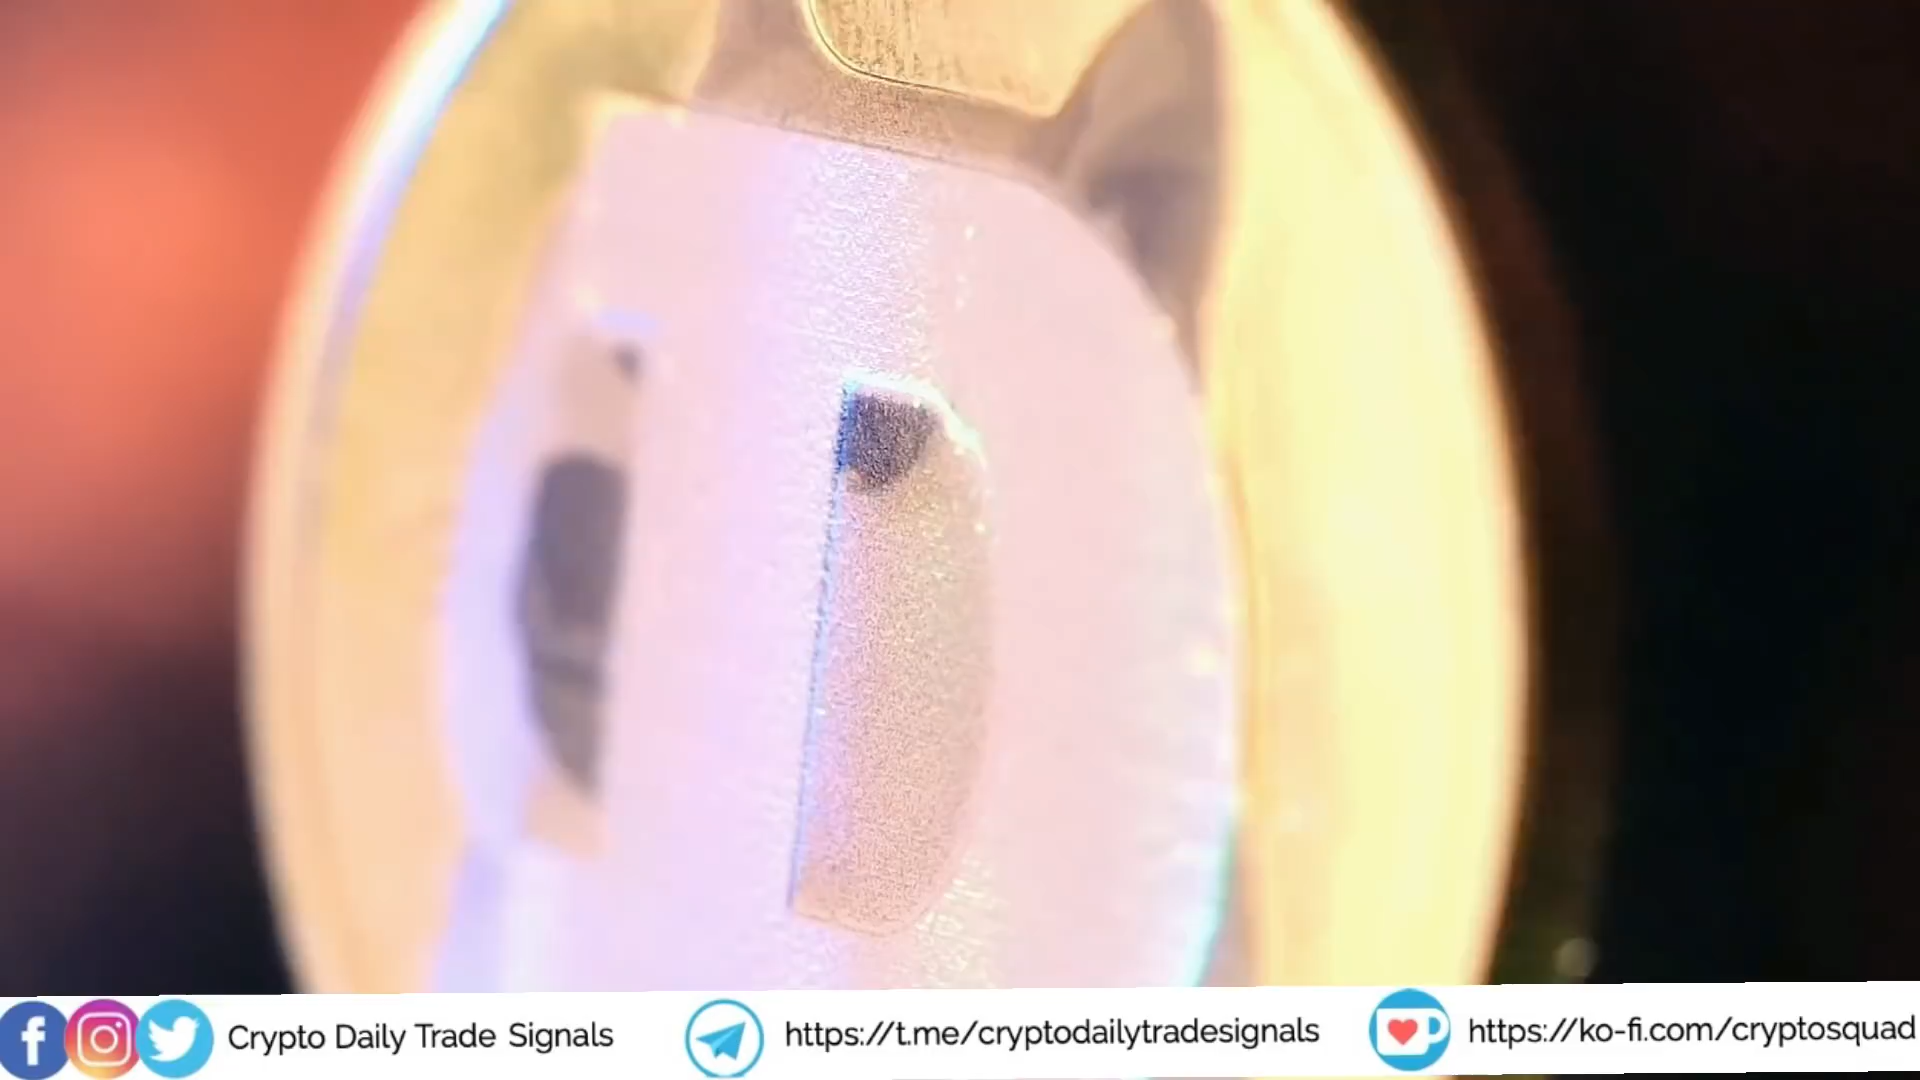 Crypto Daily Trade Signals
https://t.me/cryptodailytradesignals
https://ko-fi.com/cryptosquad